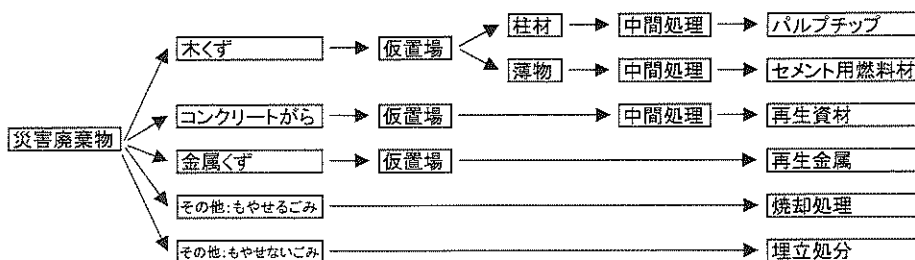 木くず
仮置場
柱材
中間処理
パルプチップ
薄物
中間処理
セメント用燃料材
災害廃棄物
コンクリートがら
仮置場
中間処理
再生資材
金属くず
仮置場
再生金属
その他:もやせるごみ
焼却処理
その他:もやせないごみ
埋立処分